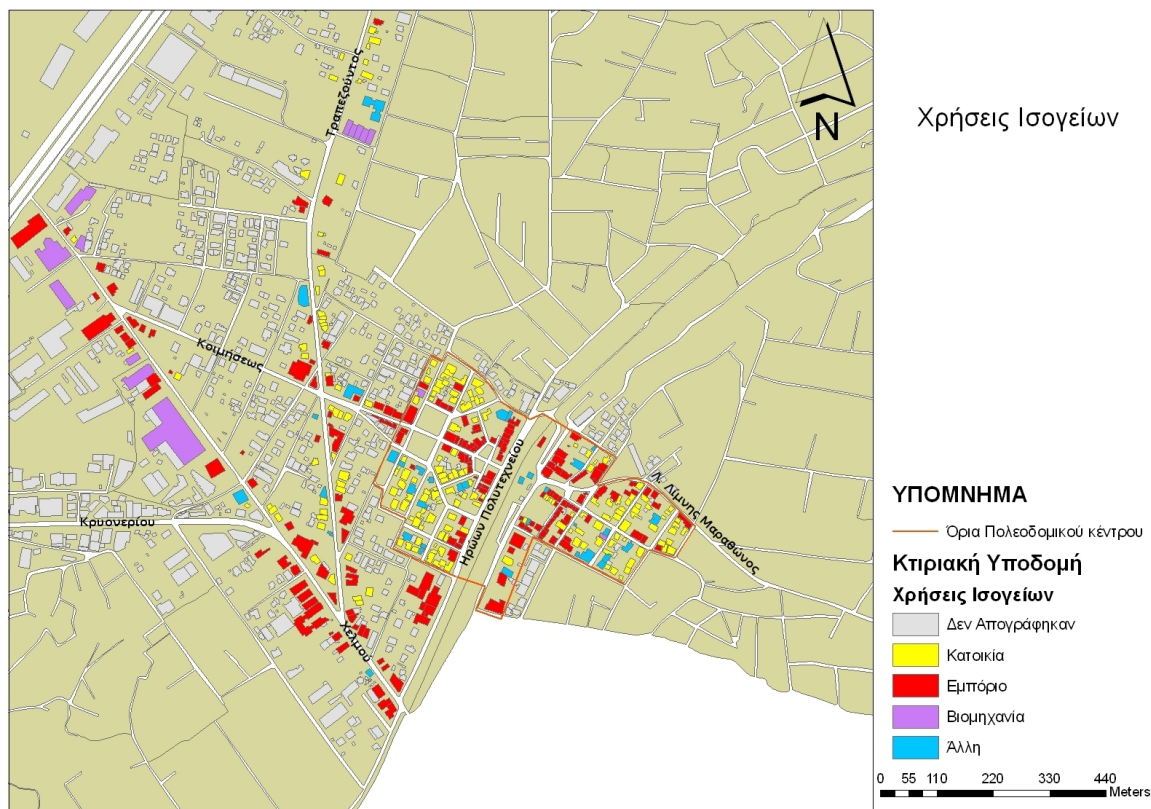 Χρήσεις Ισογείων
Τραπεζούντος
N
Κοιμήσεως
Ηρώων Πολυτεχνείου
Λ. Λίμνης Μαραθώνος
Κρυονερίου
Χελμού
ΥΠΟΜΝΗΜΑ
Όρια Πολεοδομικού κέντρου
Κτιριακή Υποδομή
Χρήσεις Ισογείων
Δεν Απογράφηκαν
Κατοικία
Εμπόριο
Βιομηχανία
Άλλη
0 55 110 220 330 440
Meters